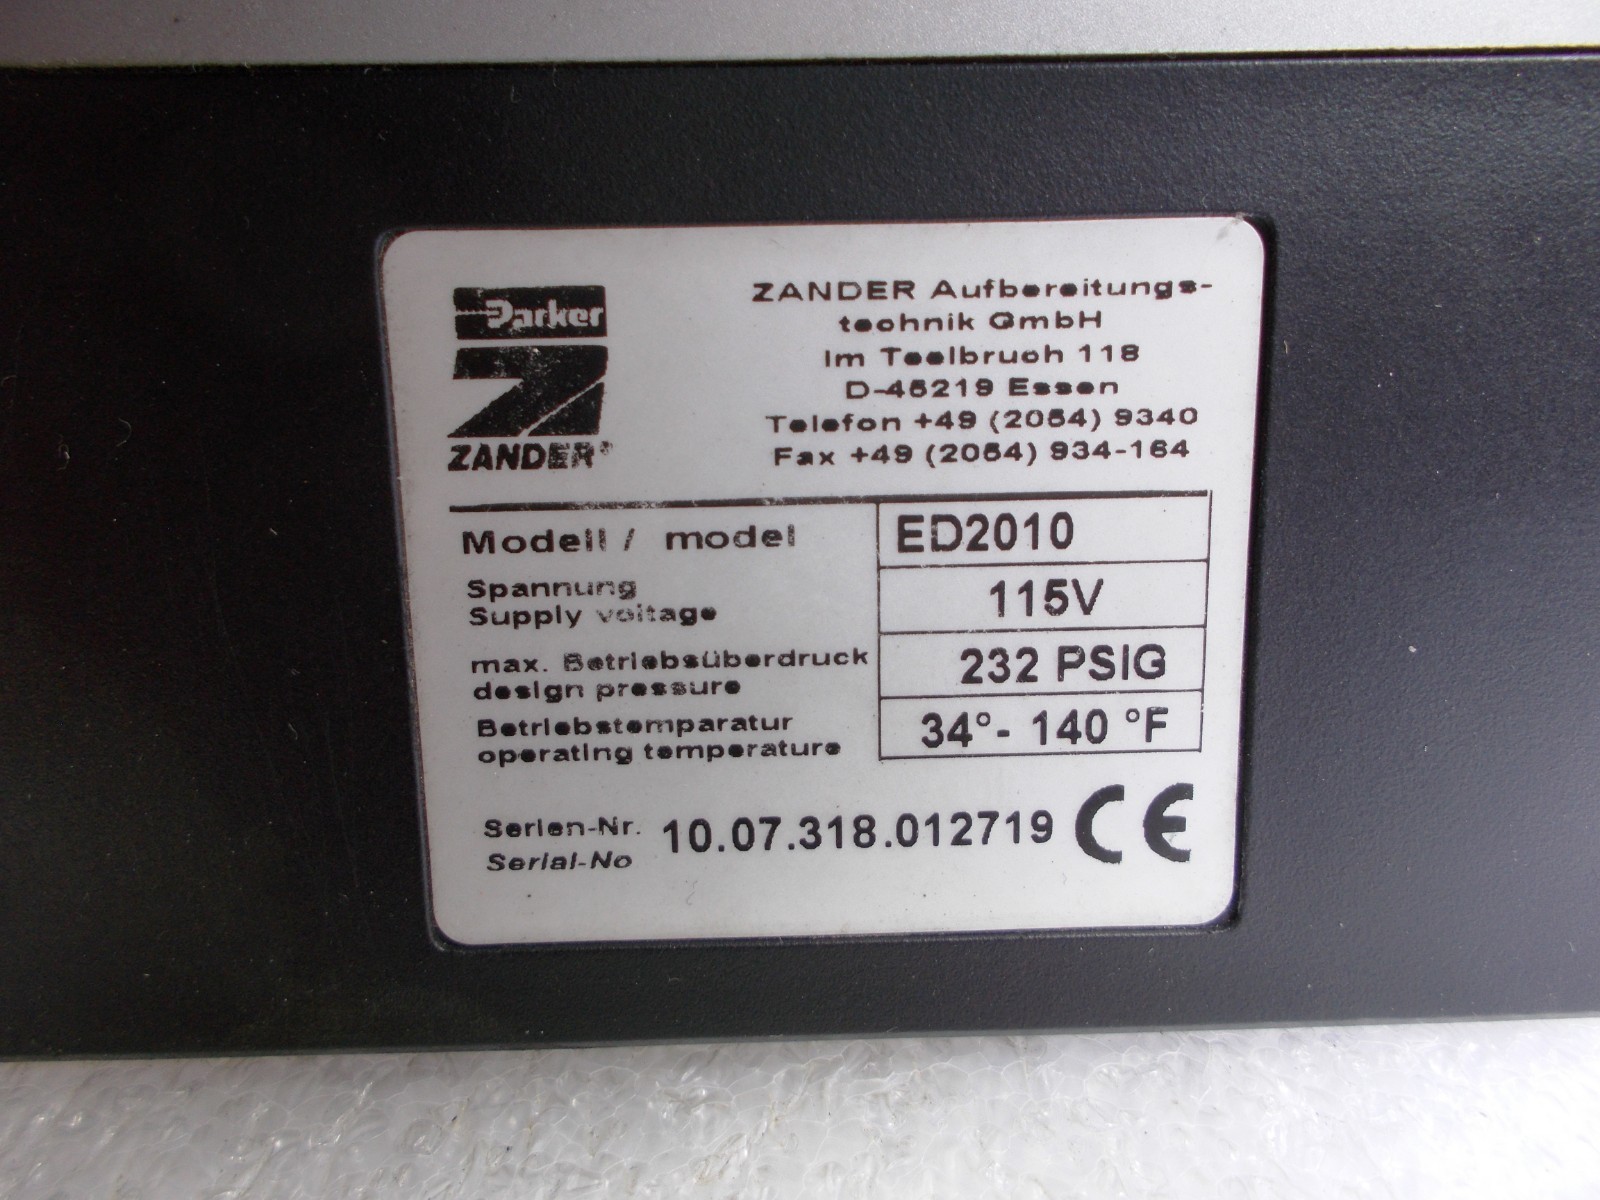 Parker
ZANDER®
ZANDER Aufbereitungs-
technik GmbH
Im Teelbruch 118
D-45219 Essen
Telefon +49 (2054) 9340
Fax +49 (2054) 934-164
Modell / model ED2010
Spannung
Supply voltage 115V
max. Betriebsüberdruck
design pressure 232 PSIG
Betriebstemparatur
operating temperature 34°- 140 °F
Serien-Nr.
Serial-No 10.07.318.012719 CE